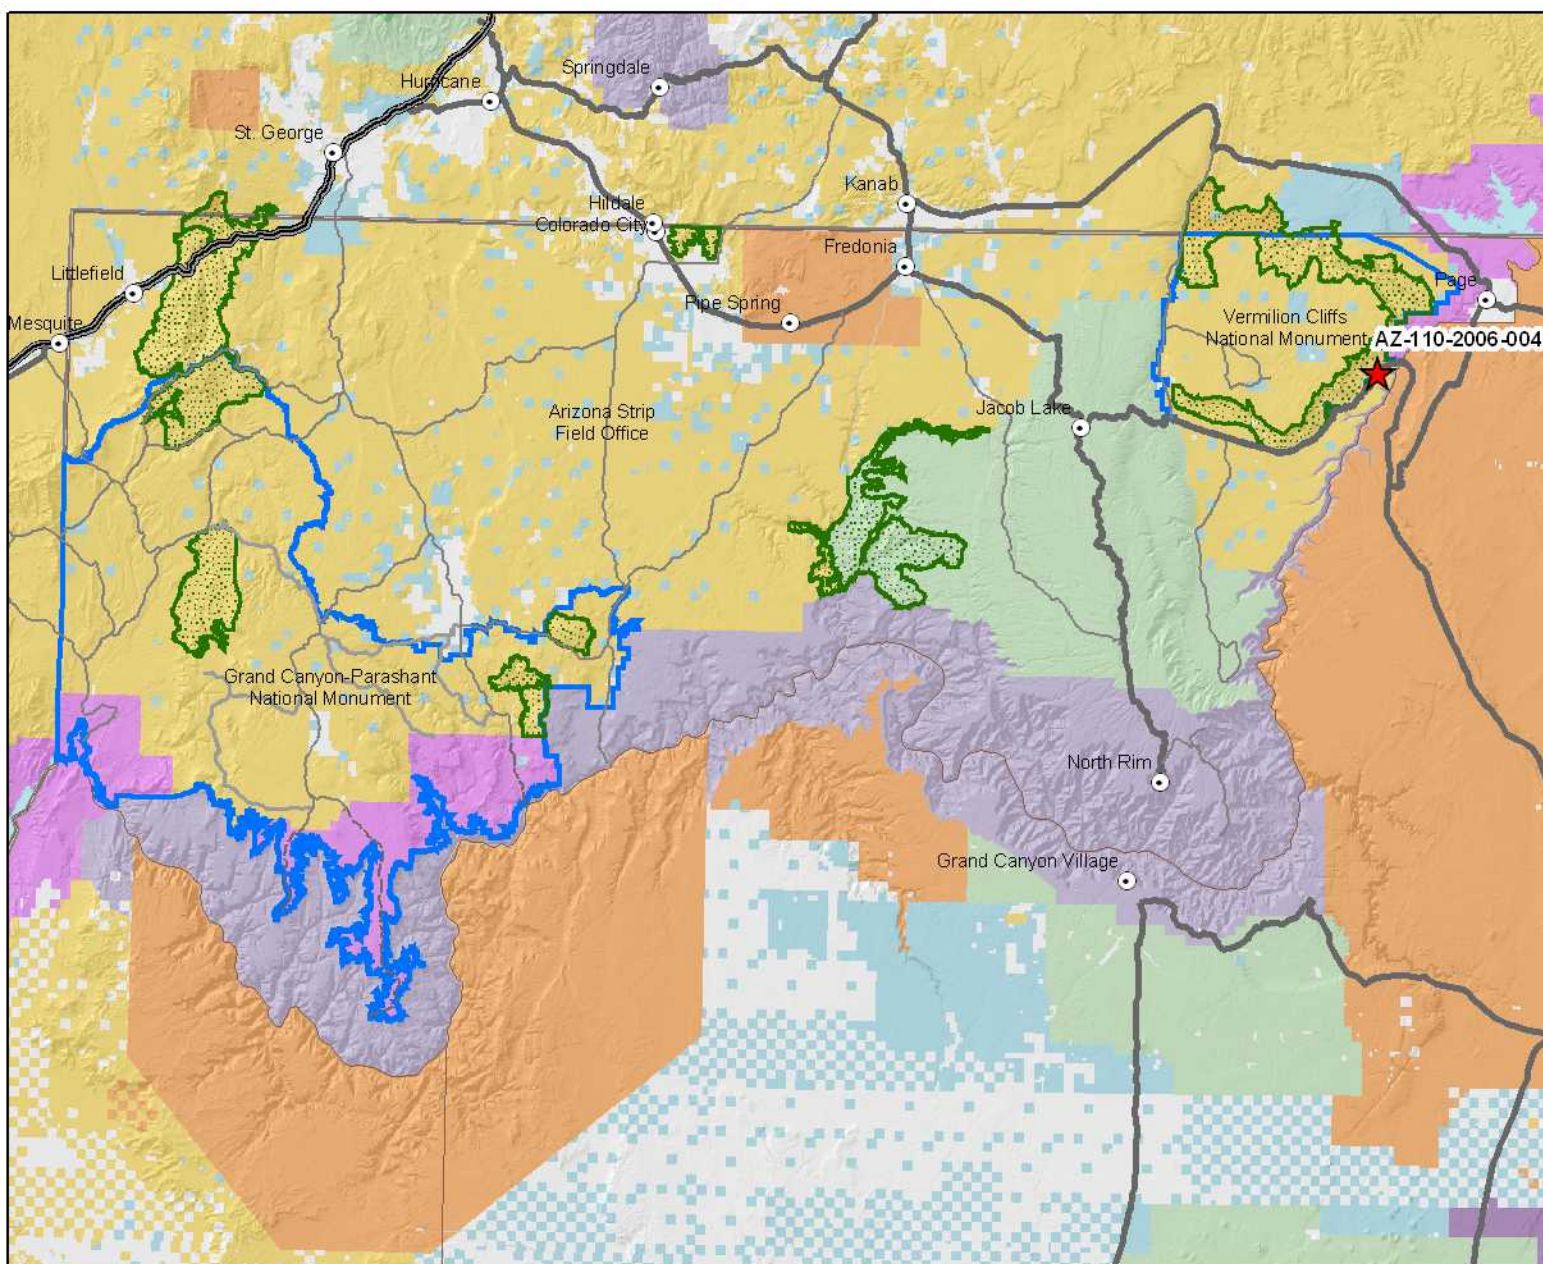 Springdale
Hurricane
St. George
Kanab
Hildale
Colorado City
Fredonia
Littlefield
Page
Pipe Spring
Mesquite
Vermilion Cliffs
National Monument
AZ-110-2006-004
Arizona Strip
Field Office
Jacob Lake
Grand Canyon-Parashant
National Monument
North Rim
Grand Canyon Village